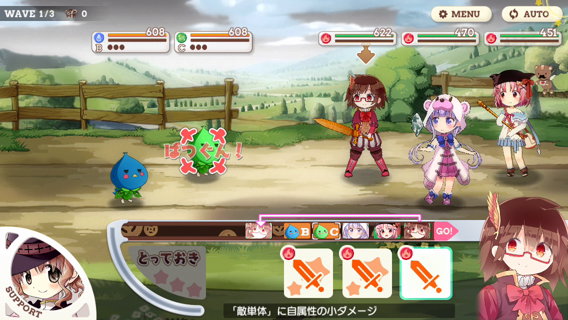 WAVE 1/3 0
MENU
AUTO
608
B
608
C
622
470
451
ばつぐん!
B
C
GO!
とっておき
SUPPORT
「敵単体」に自属性の小ダメージ